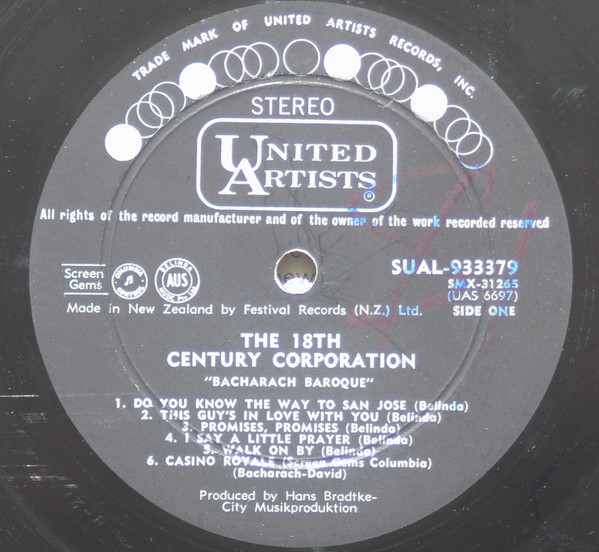 TRADE MARK OF UNITED ARTISTS RECORDS, INC.
STEREO
UNITED
ARTISTS®
All rights of the record manufacturer and of the owner of the work recorded reserved
SUAL-933379
Screen
Gems
COLUMBIA
BELINDA
AUS
MUSIC Pty. Ltd.
SMX-31265
(UAS 6697)
Made in New Zealand by Festival Records (N.Z.) Ltd.
SIDE ONE
THE 18TH
CENTURY CORPORATION
"BACHARACH BAROQUE"
1. DO YOU KNOW THE WAY TO SAN JOSE (Belinda)
2. THIS GUY'S IN LOVE WITH YOU (Belinda)
3. PROMISES, PROMISES (Belinda)
4. I SAY A LITTLE PRAYER (Belinda)
5. WALK ON BY (Belinda)
6. CASINO ROYALE (Screen Gems Columbia)
(Bacharach-David)
Produced by Hans Bradtke-
City Musikproduktion